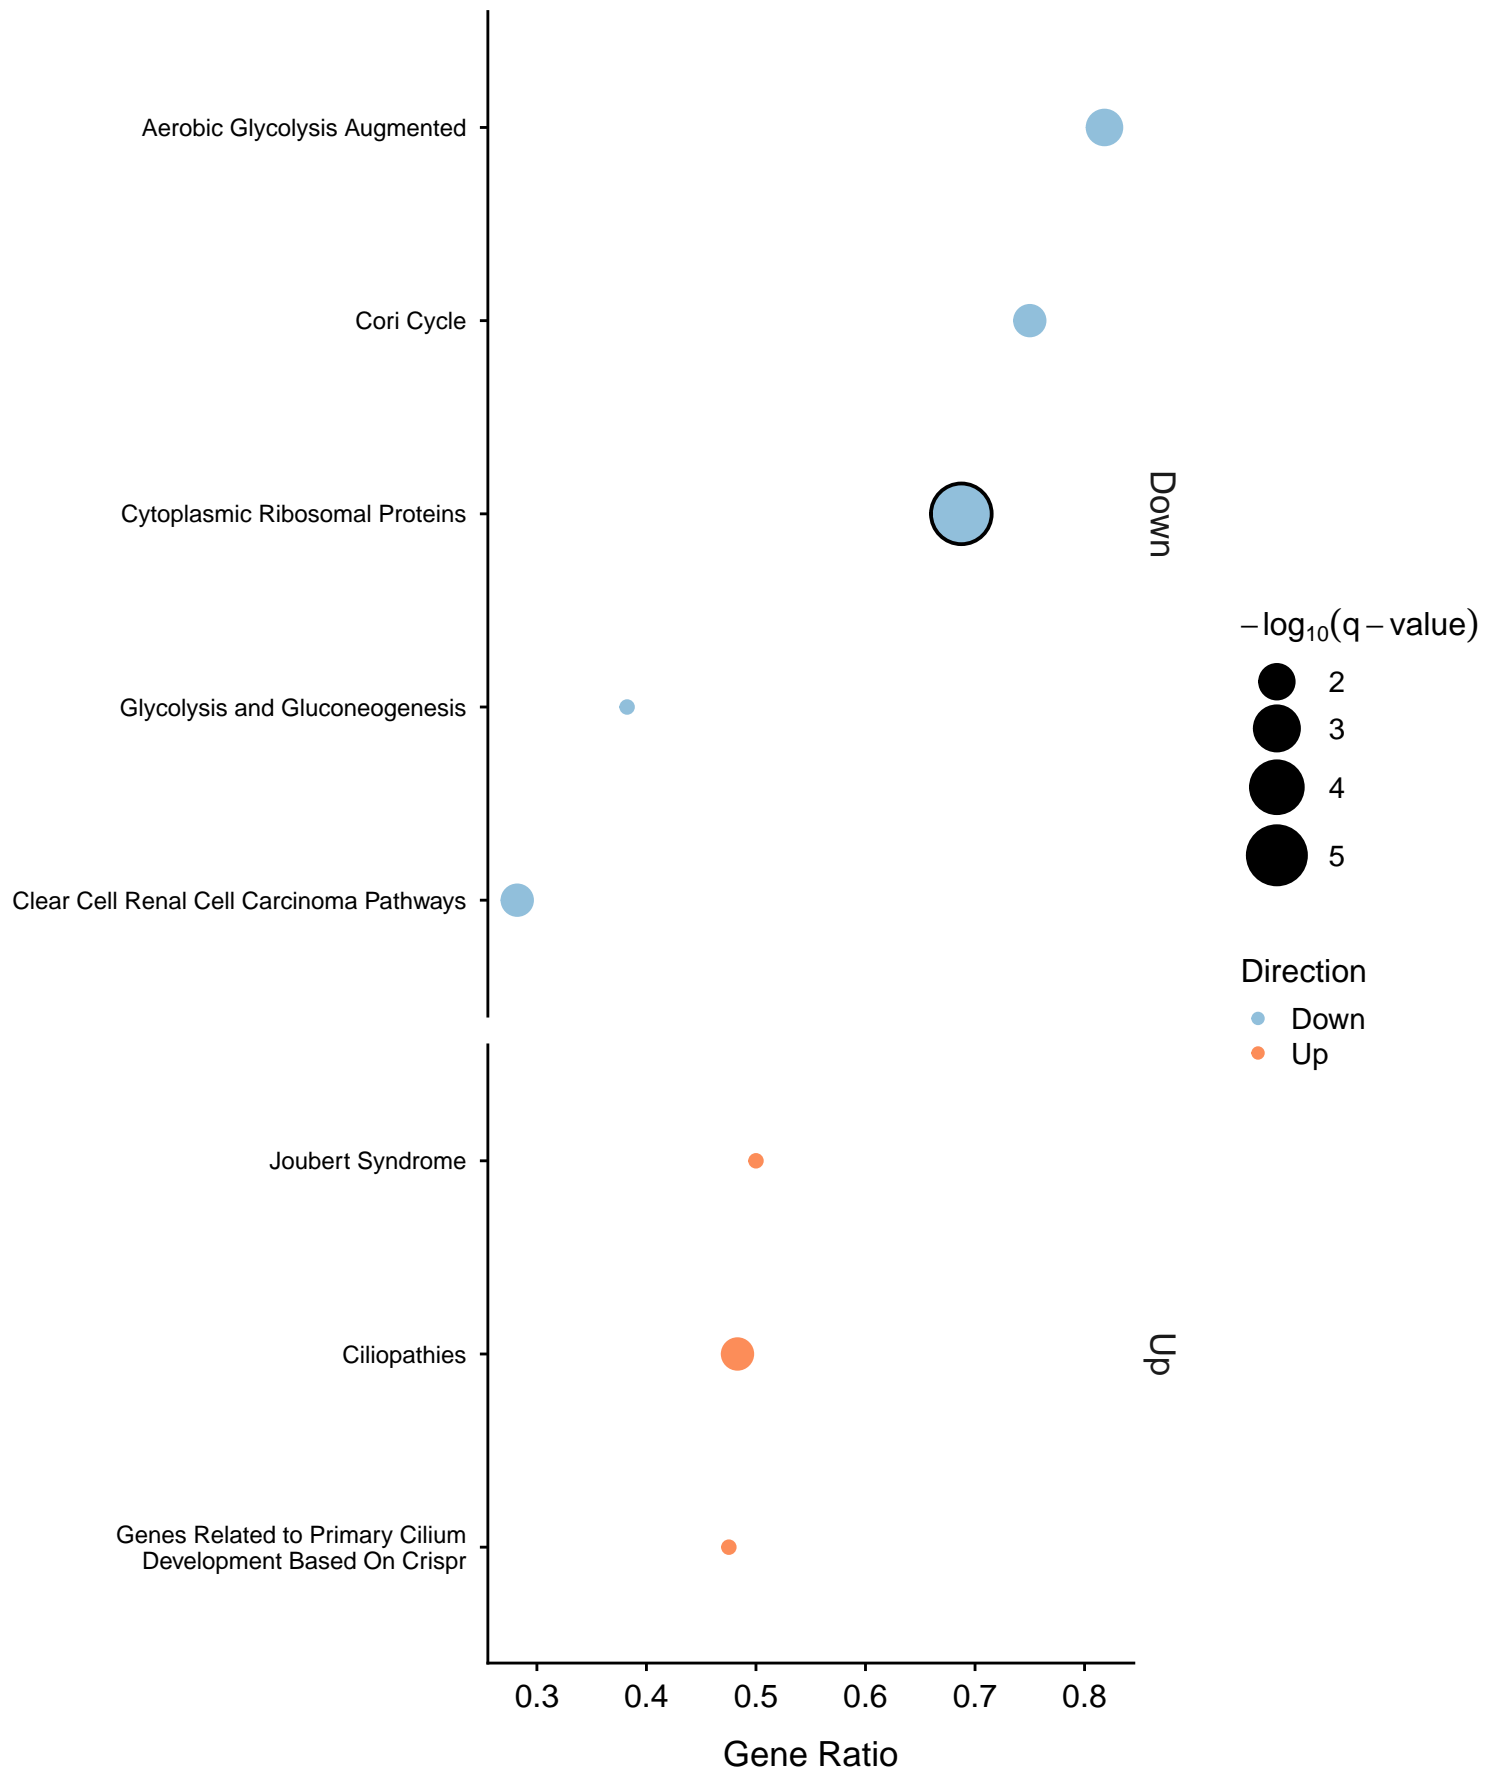 Aerobic Glycolysis Augmented
Cori Cycle
Cytoplasmic Ribosomal Proteins
Glycolysis and Gluconeogenesis
Clear Cell Renal Cell Carcinoma Pathways
Down
Joubert Syndrome
Ciliopathies
Genes Related to Primary Cilium
Development Based On Crispr
Up
0.3 0.4 0.5 0.6 0.7 0.8
Gene Ratio
−log₁₀(q−value)
2
3
4
5
Direction
Down
Up